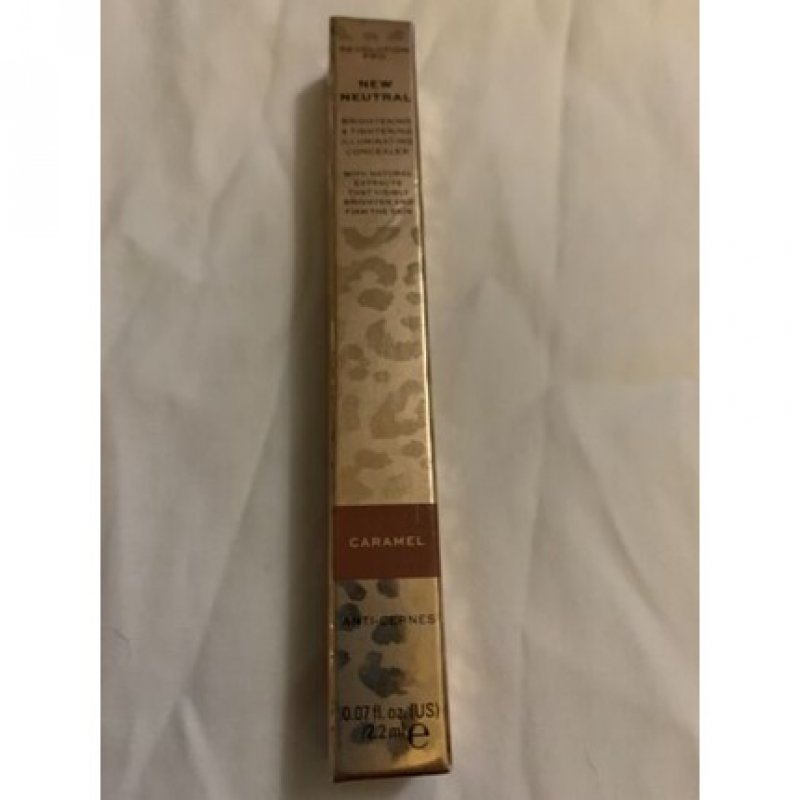 REVOLUTION
PRO
NEW
NEUTRAL
BRIGHTENING
& TIGHTENING
ILLUMINATING
CONCEALER
WITH NATURAL
EXTRACTS
THAT VISIBLY
BRIGHTEN AND
FIRM THE SKIN
CARAMEL
ANTI-CERNES
0.07 fl. oz. (US)
/2.2 ml e